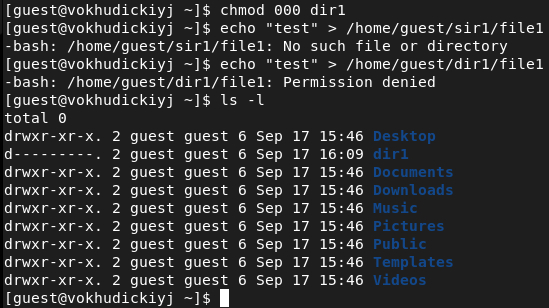 [guest@vokhudickiyj ~]$ chmod 000 dir1
[guest@vokhudickiyj ~]$ echo "test" > /home/guest/sir1/file1
-bash: /home/guest/sir1/file1: No such file or directory
[guest@vokhudickiyj ~]$ echo "test" > /home/guest/dir1/file1
-bash: /home/guest/dir1/file1: Permission denied
[guest@vokhudickiyj ~]$ ls -l
total 0
drwxr-xr-x. 2 guest guest 6 Sep 17 15:46 Desktop
d---------. 2 guest guest 6 Sep 17 16:09 dir1
drwxr-xr-x. 2 guest guest 6 Sep 17 15:46 Documents
drwxr-xr-x. 2 guest guest 6 Sep 17 15:46 Downloads
drwxr-xr-x. 2 guest guest 6 Sep 17 15:46 Music
drwxr-xr-x. 2 guest guest 6 Sep 17 15:46 Pictures
drwxr-xr-x. 2 guest guest 6 Sep 17 15:46 Public
drwxr-xr-x. 2 guest guest 6 Sep 17 15:46 Templates
drwxr-xr-x. 2 guest guest 6 Sep 17 15:46 Videos
[guest@vokhudickiyj ~]$